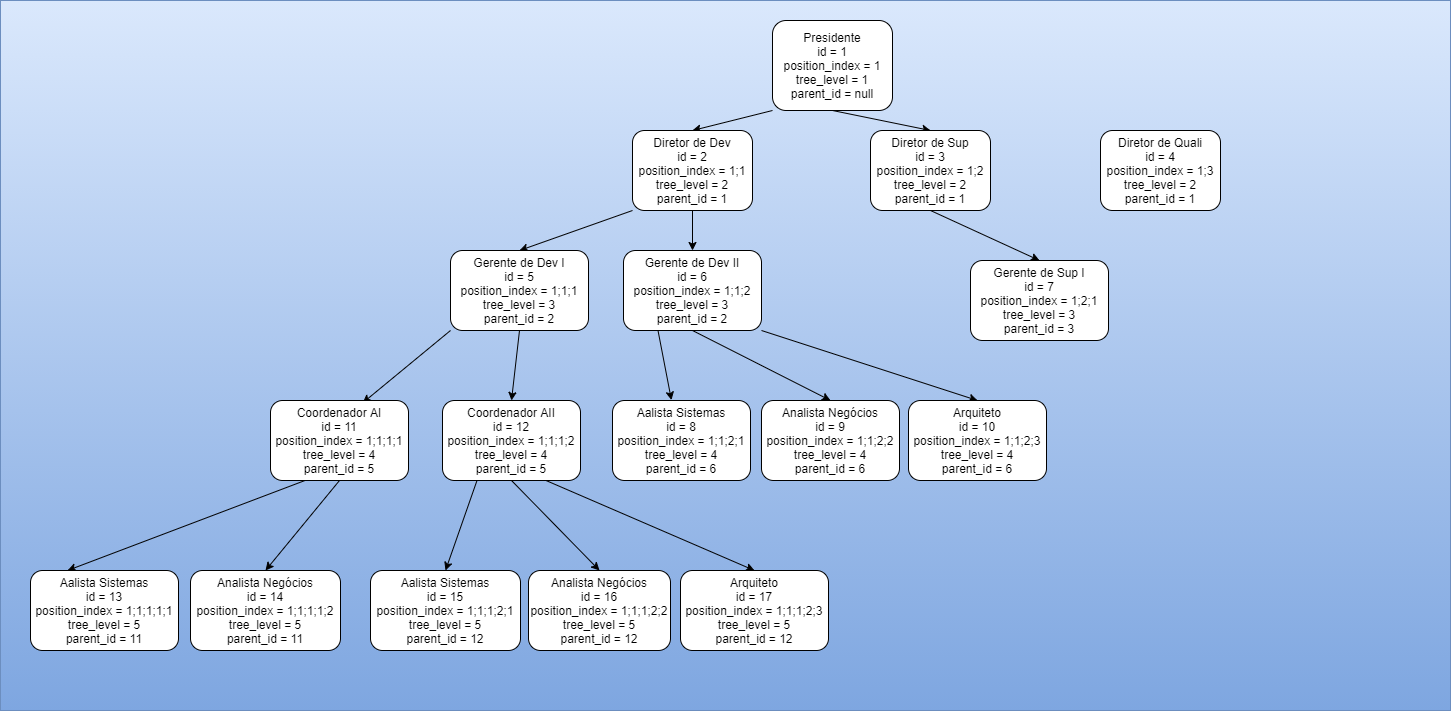 Presidente
id = 1
position_index = 1
tree_level = 1
parent_id = null
Diretor de Dev
id = 2
position_index = 1;1
tree_level = 2
parent_id = 1
Diretor de Sup
id = 3
position_index = 1;2
tree_level = 2
parent_id = 1
Diretor de Quali
id = 4
position_index = 1;3
tree_level = 2
parent_id = 1
Gerente de Dev I
id = 5
position_index = 1;1;1
tree_level = 3
parent_id = 2
Gerente de Dev II
id = 6
position_index = 1;1;2
tree_level = 3
parent_id = 2
Gerente de Sup I
id = 7
position_index = 1;2;1
tree_level = 3
parent_id = 3
Coordenador AI
id = 11
position_index = 1;1;1;1
tree_level = 4
parent_id = 5
Coordenador AII
id = 12
position_index = 1;1;1;2
tree_level = 4
parent_id = 5
Aalista Sistemas
id = 8
position_index = 1;1;2;1
tree_level = 4
parent_id = 6
Analista Negócios
id = 9
position_index = 1;1;2;2
tree_level = 4
parent_id = 6
Arquiteto
id = 10
position_index = 1;1;2;3
tree_level = 4
parent_id = 6
Aalista Sistemas
id = 13
position_index = 1;1;1;1;1
tree_level = 5
parent_id = 11
Analista Negócios
id = 14
position_index = 1;1;1;1;2
tree_level = 5
parent_id = 11
Aalista Sistemas
id = 15
position_index = 1;1;1;2;1
tree_level = 5
parent_id = 12
Analista Negócios
id = 16
position_index = 1;1;1;2;2
tree_level = 5
parent_id = 12
Arquiteto
id = 17
position_index = 1;1;1;2;3
tree_level = 5
parent_id = 12